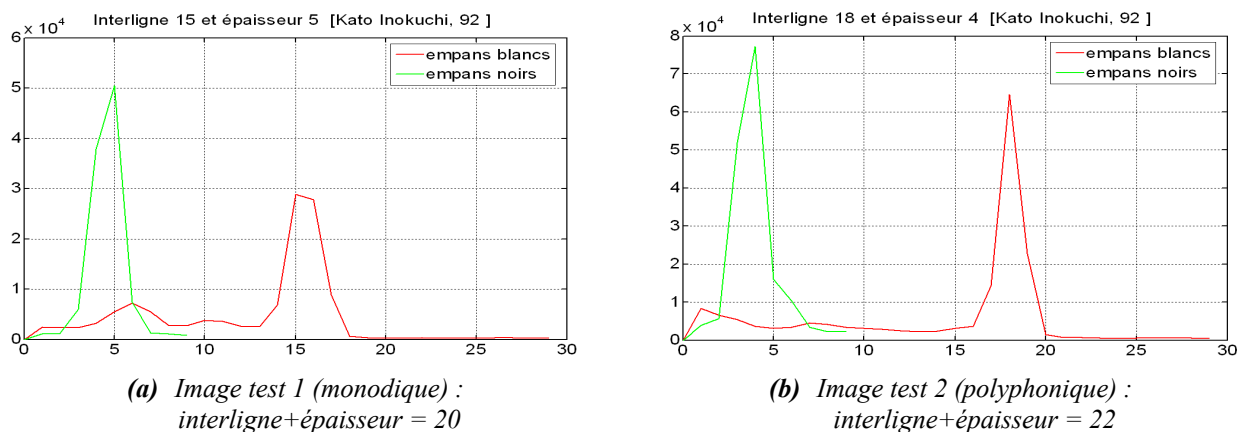 Interligne 15 et épaisseur 5 [Kato Inokuchi, 92 ]
x 10^4
6
5
4
3
2
1
0
0 5 10 15 20 25 30
empans blancs
empans noirs
(a) Image test 1 (monodique) :
interligne+épaisseur = 20
Interligne 18 et épaisseur 4 [Kato Inokuchi, 92 ]
x 10^4
8
7
6
5
4
3
2
1
0
0 5 10 15 20 25 30
empans blancs
empans noirs
(b) Image test 2 (polyphonique) :
interligne+épaisseur = 22